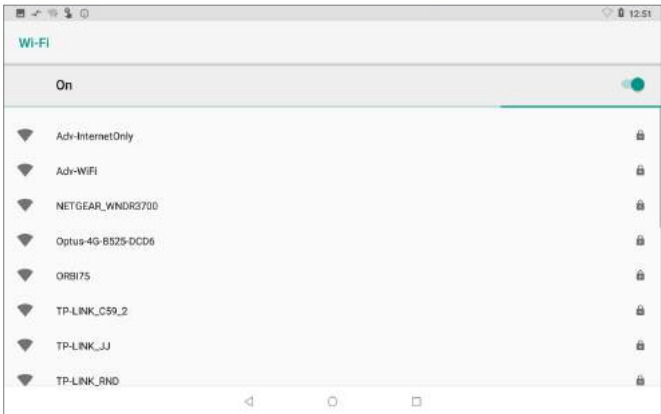 12:51
Wi-Fi
On
Adv-InternetOnly
Adv-WiFi
NETGEAR_WNDR3700
Optus-4G-B525-DCD6
ORBI75
TP-LINK_C59_2
TP-LINK_JJ
TP-LINK_RND